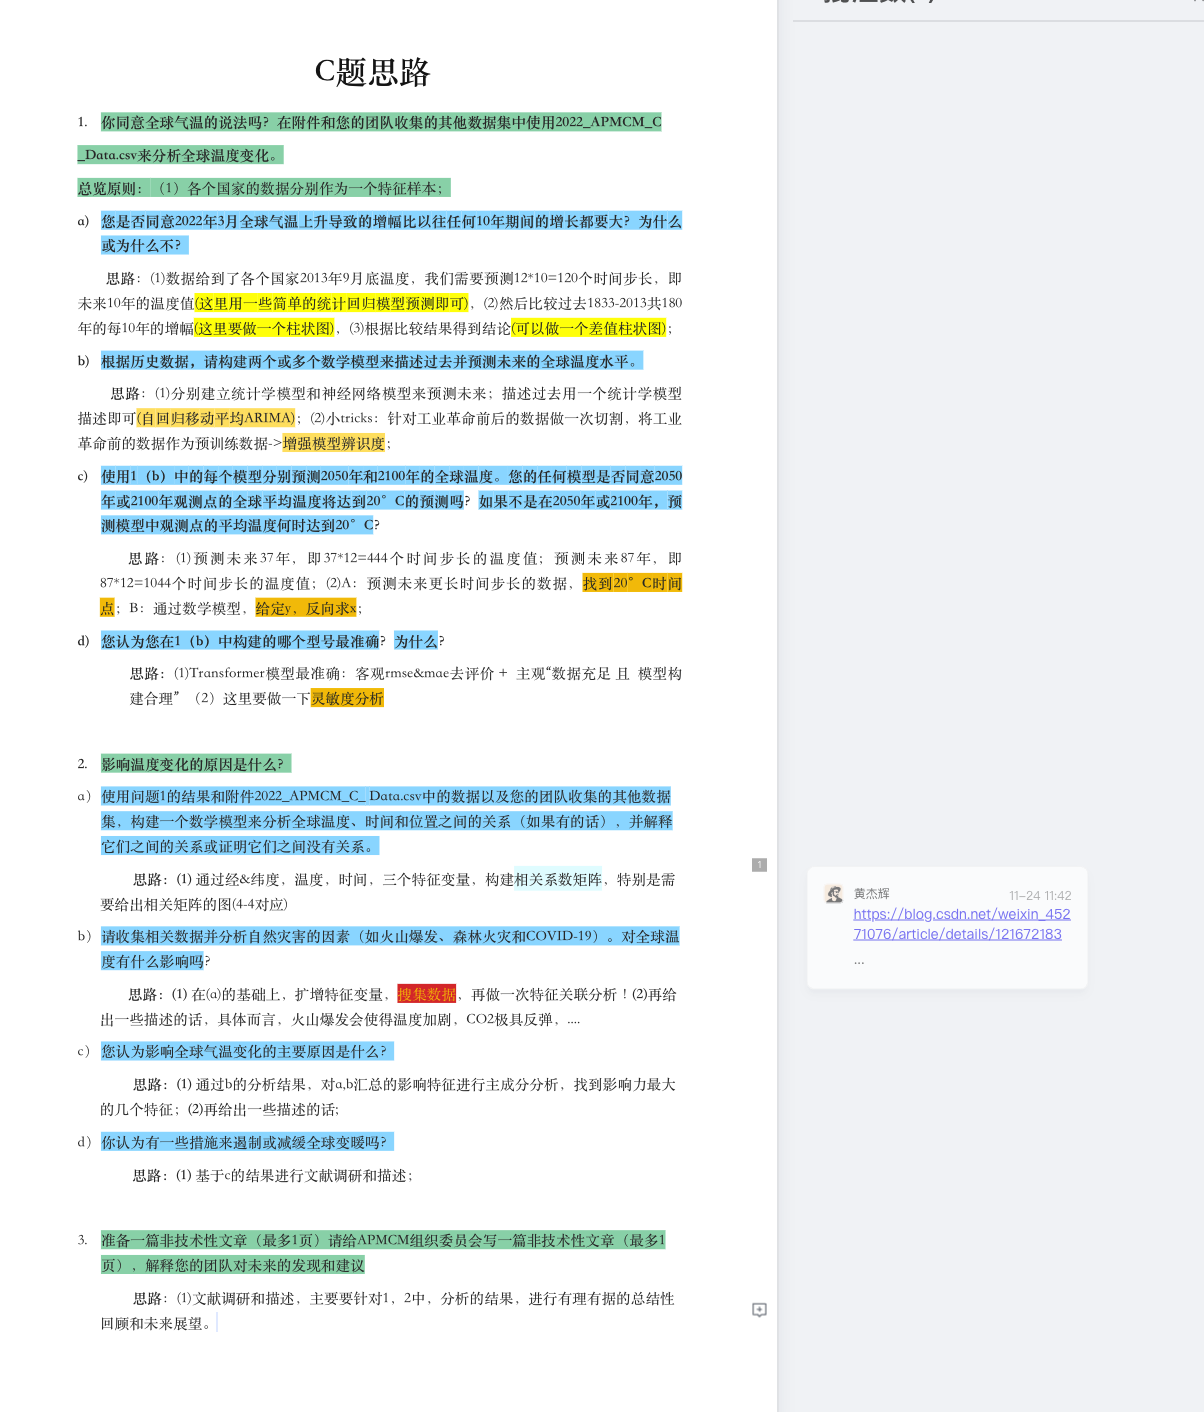 C题思路
1. 你同意全球气温的说法吗？在附件和您的团队收集的其他数据集中使用2022_APMCM_C
_Data.csv来分析全球温度变化。
总览原则：（1）各个国家的数据分别作为一个特征样本；
a) 您是否同意2022年3月全球气温上升导致的增幅比以往任何10年期间的增长都要大？为什么
或为什么不？
思路：(1)数据给到了各个国家2013年9月底温度，我们需要预测12*10=120个时间步长，即
未来10年的温度值(这里用一些简单的统计回归模型预测即可)，(2)然后比较过去1833-2013共180
年的每10年的增幅(这里要做一个柱状图)，(3)根据比较结果得到结论(可以做一个差值柱状图)；
b) 根据历史数据，请构建两个或多个数学模型来描述过去并预测未来的全球温度水平。
思路：(1)分别建立统计学模型和神经网络模型来预测未来；描述过去用一个统计学模型
描述即可(自回归移动平均ARIMA)；(2)小tricks：针对工业革命前后的数据做一次切割，将工业
革命前的数据作为预训练数据->增强模型辨识度；
c) 使用1（b）中的每个模型分别预测2050年和2100年的全球温度。您的任何模型是否同意2050
年或2100年观测点的全球平均温度将达到20°C的预测吗？如果不是在2050年或2100年，预
测模型中观测点的平均温度何时达到20°C？
思路：(1)预测未来37年，即37*12=444个时间步长的温度值；预测未来87年，即
87*12=1044个时间步长的温度值；(2)A：预测未来更长时间步长的数据，找到20°C时间
点；B：通过数学模型，给定y，反向求x；
d) 您认为您在1（b）中构建的哪个型号最准确？为什么？
思路：(1)Transformer模型最准确：客观rmse&mae去评价 + 主观“数据充足 且 模型构
建合理”（2）这里要做一下灵敏度分析
2. 影响温度变化的原因是什么？
a） 使用问题1的结果和附件2022_APMCM_C_ Data.csv中的数据以及您的团队收集的其他数据
集，构建一个数学模型来分析全球温度、时间和位置之间的关系（如果有的话），并解释
它们之间的关系或证明它们之间没有关系。
思路：(1) 通过经&纬度，温度，时间，三个特征变量，构建相关系数矩阵，特别是需
要给出相关矩阵的图(4-4对应)
b） 请收集相关数据并分析自然灾害的因素（如火山爆发、森林火灾和COVID-19）。对全球温
度有什么影响吗？
思路：(1) 在(a)的基础上，扩增特征变量，搜集数据，再做一次特征关联分析！(2)再给
出一些描述的话，具体而言，火山爆发会使得温度加剧，CO2极具反弹，....
c） 您认为影响全球气温变化的主要原因是什么？
思路：(1) 通过b的分析结果，对a,b汇总的影响特征进行主成分分析，找到影响力最大
的几个特征；(2)再给出一些描述的话;
d） 你认为有一些措施来遏制或减缓全球变暖吗？
思路：(1) 基于c的结果进行文献调研和描述；
3. 准备一篇非技术性文章（最多1页）请给APMCM组织委员会写一篇非技术性文章（最多1
页），解释您的团队对未来的发现和建议
思路：(1)文献调研和描述，主要要针对1，2中，分析的结果，进行有理有据的总结性
回顾和未来展望。
1
黄杰辉 11-24 11:42
https://blog.csdn.net/weixin_452
71076/article/details/121672183
...